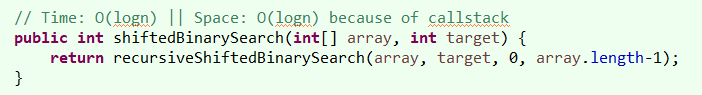 // Time: O(logn) || Space: O(logn) because of callstack
public int shiftedBinarySearch(int[] array, int target) {
    return recursiveShiftedBinarySearch(array, target, 0, array.length-1);
}